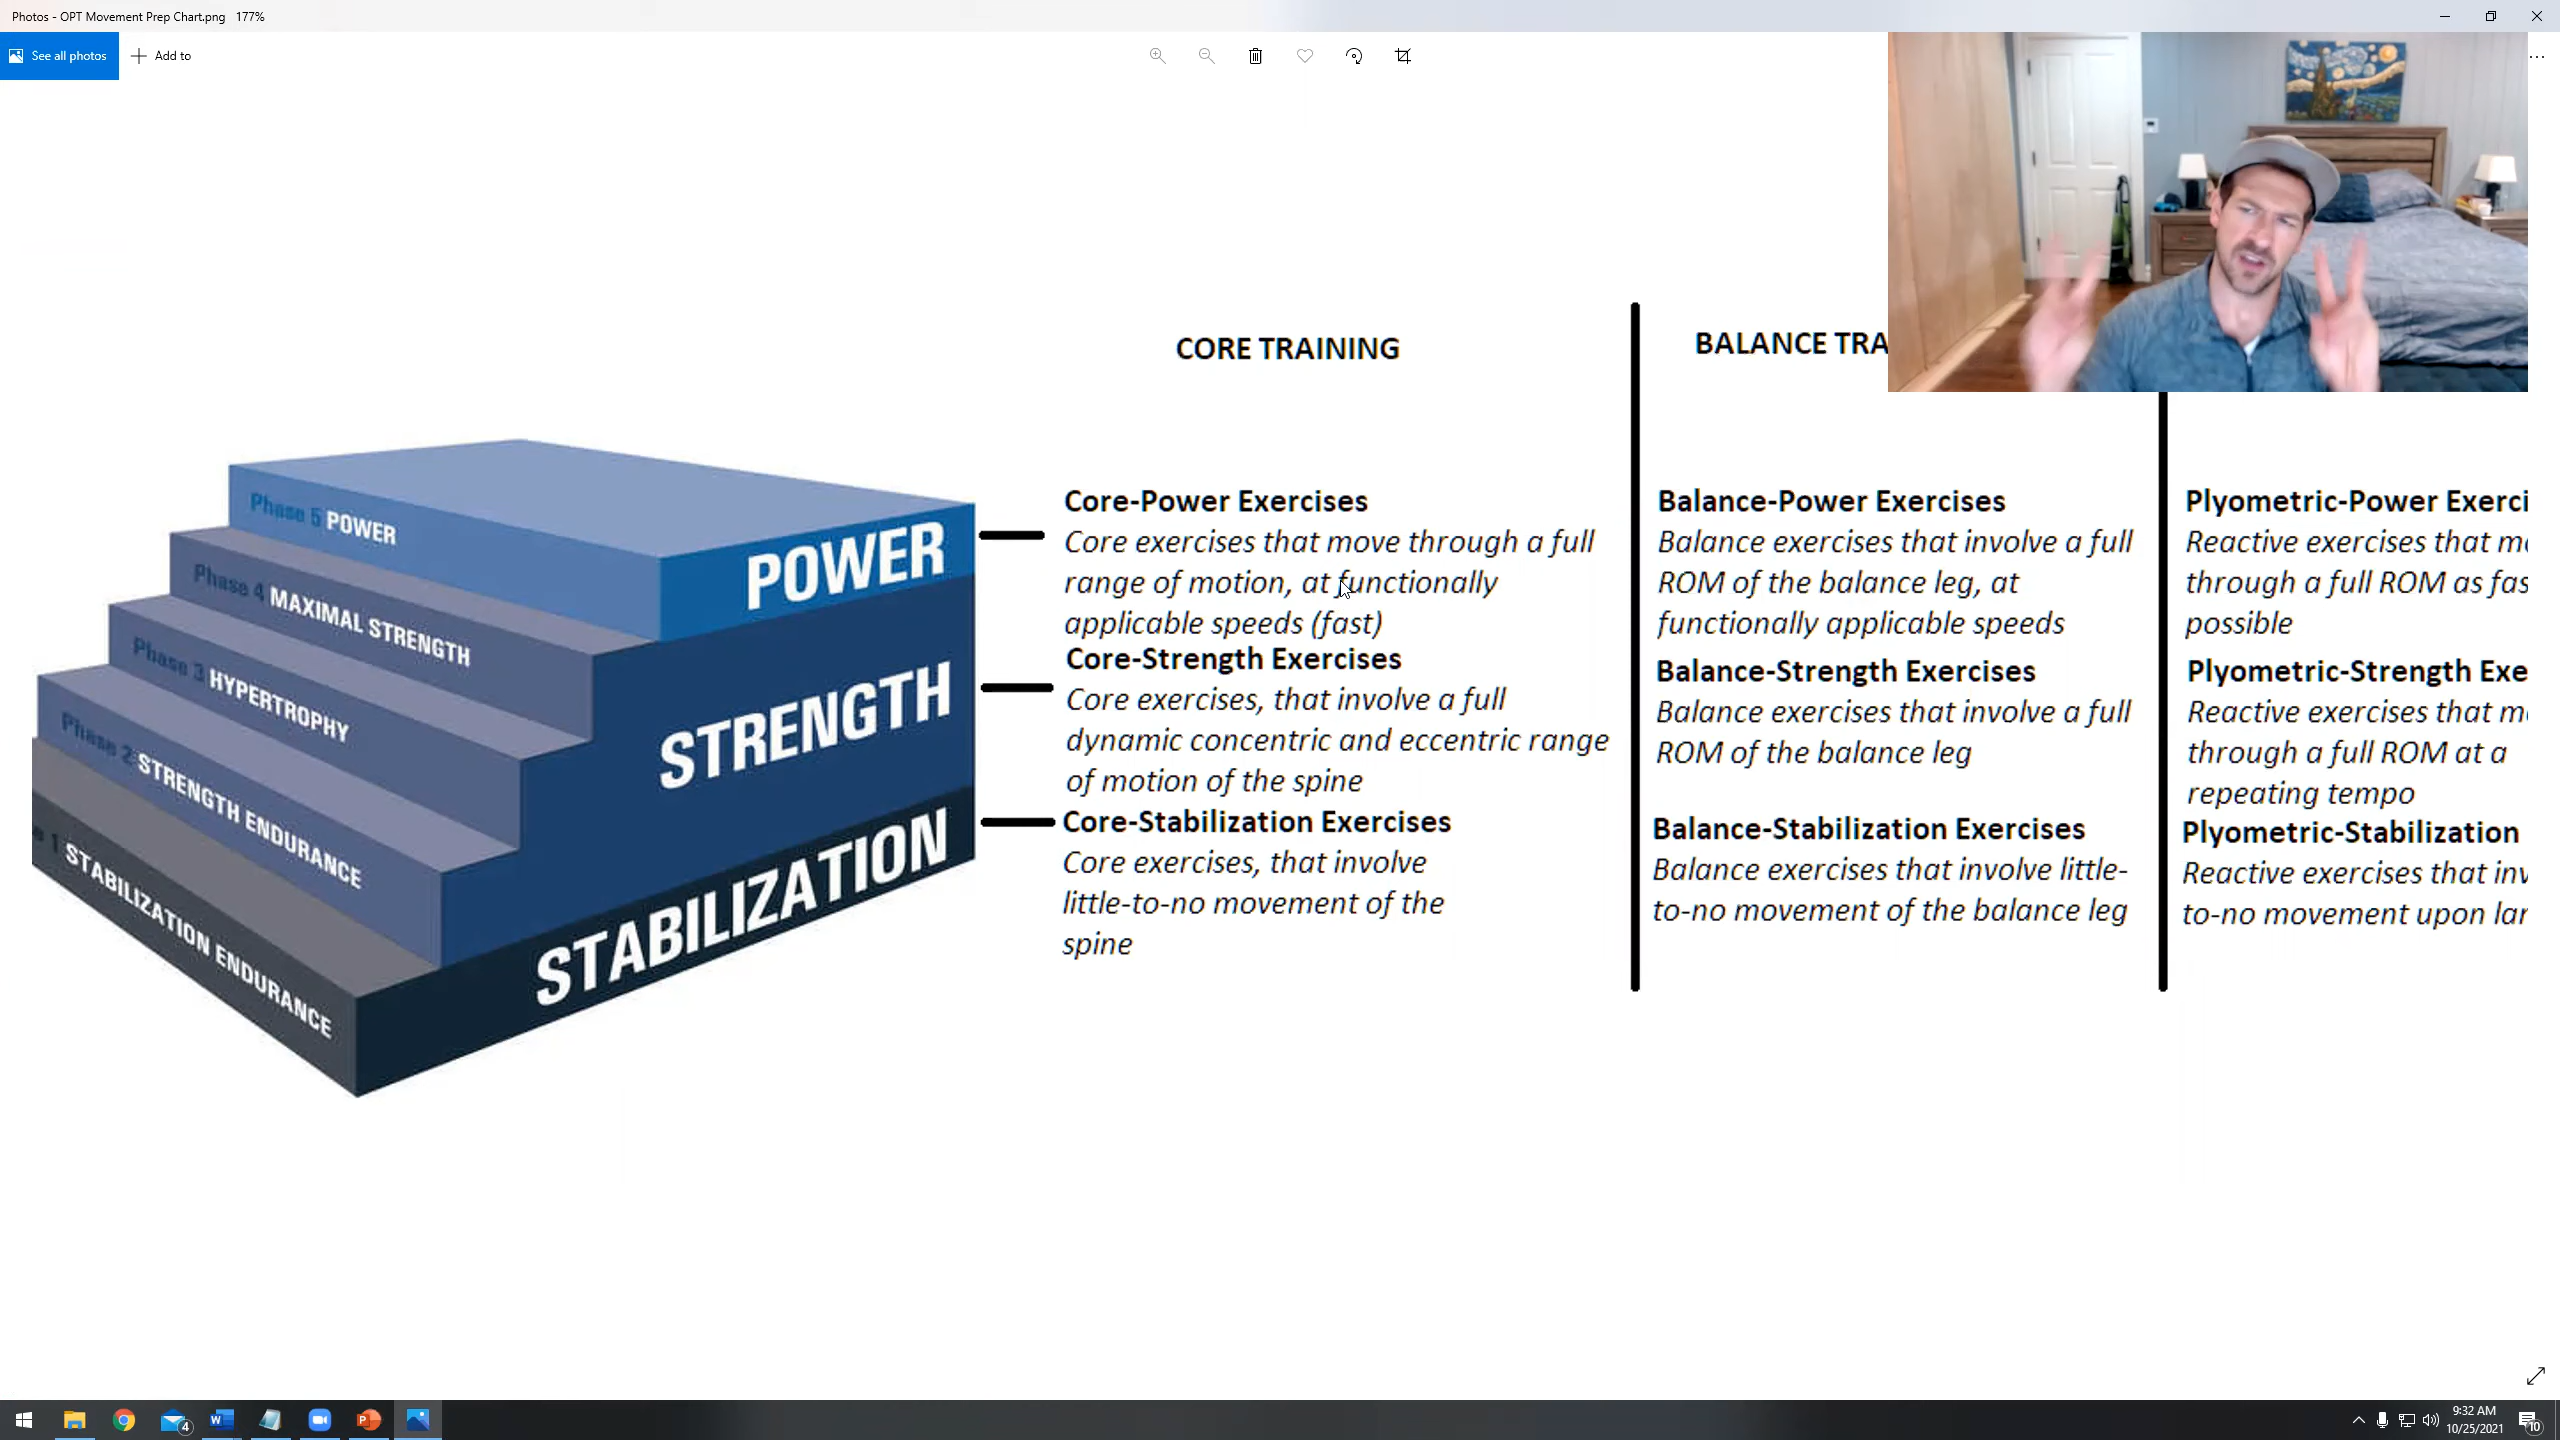 Photos - OPT Movement Prep Chart.png 177%
See all photos
Add to
CORE TRAINING
BALANCE TRA
Phase 5 POWER
Phase 4 MAXIMAL STRENGTH
Phase 3 HYPERTROPHY
Phase 2 STRENGTH ENDURANCE
e 1 STABILIZATION ENDURANCE
POWER
STRENGTH
STABILIZATION
Core-Power Exercises
Core exercises that move through a full
range of motion, at functionally
applicable speeds (fast)
Core-Strength Exercises
Core exercises, that involve a full
dynamic concentric and eccentric range
of motion of the spine
Core-Stabilization Exercises
Core exercises, that involve
little-to-no movement of the
spine
Balance-Power Exercises
Balance exercises that involve a full
ROM of the balance leg, at
functionally applicable speeds
Balance-Strength Exercises
Balance exercises that involve a full
ROM of the balance leg
Balance-Stabilization Exercises
Balance exercises that involve little-
to-no movement of the balance leg
Plyometric-Power Exerci
Reactive exercises that m
through a full ROM as fas
possible
Plyometric-Strength Exe
Reactive exercises that m
through a full ROM at a
repeating tempo
Plyometric-Stabilization
Reactive exercises that inv
to-no movement upon lan
4
9:32 AM
10/25/2021
10